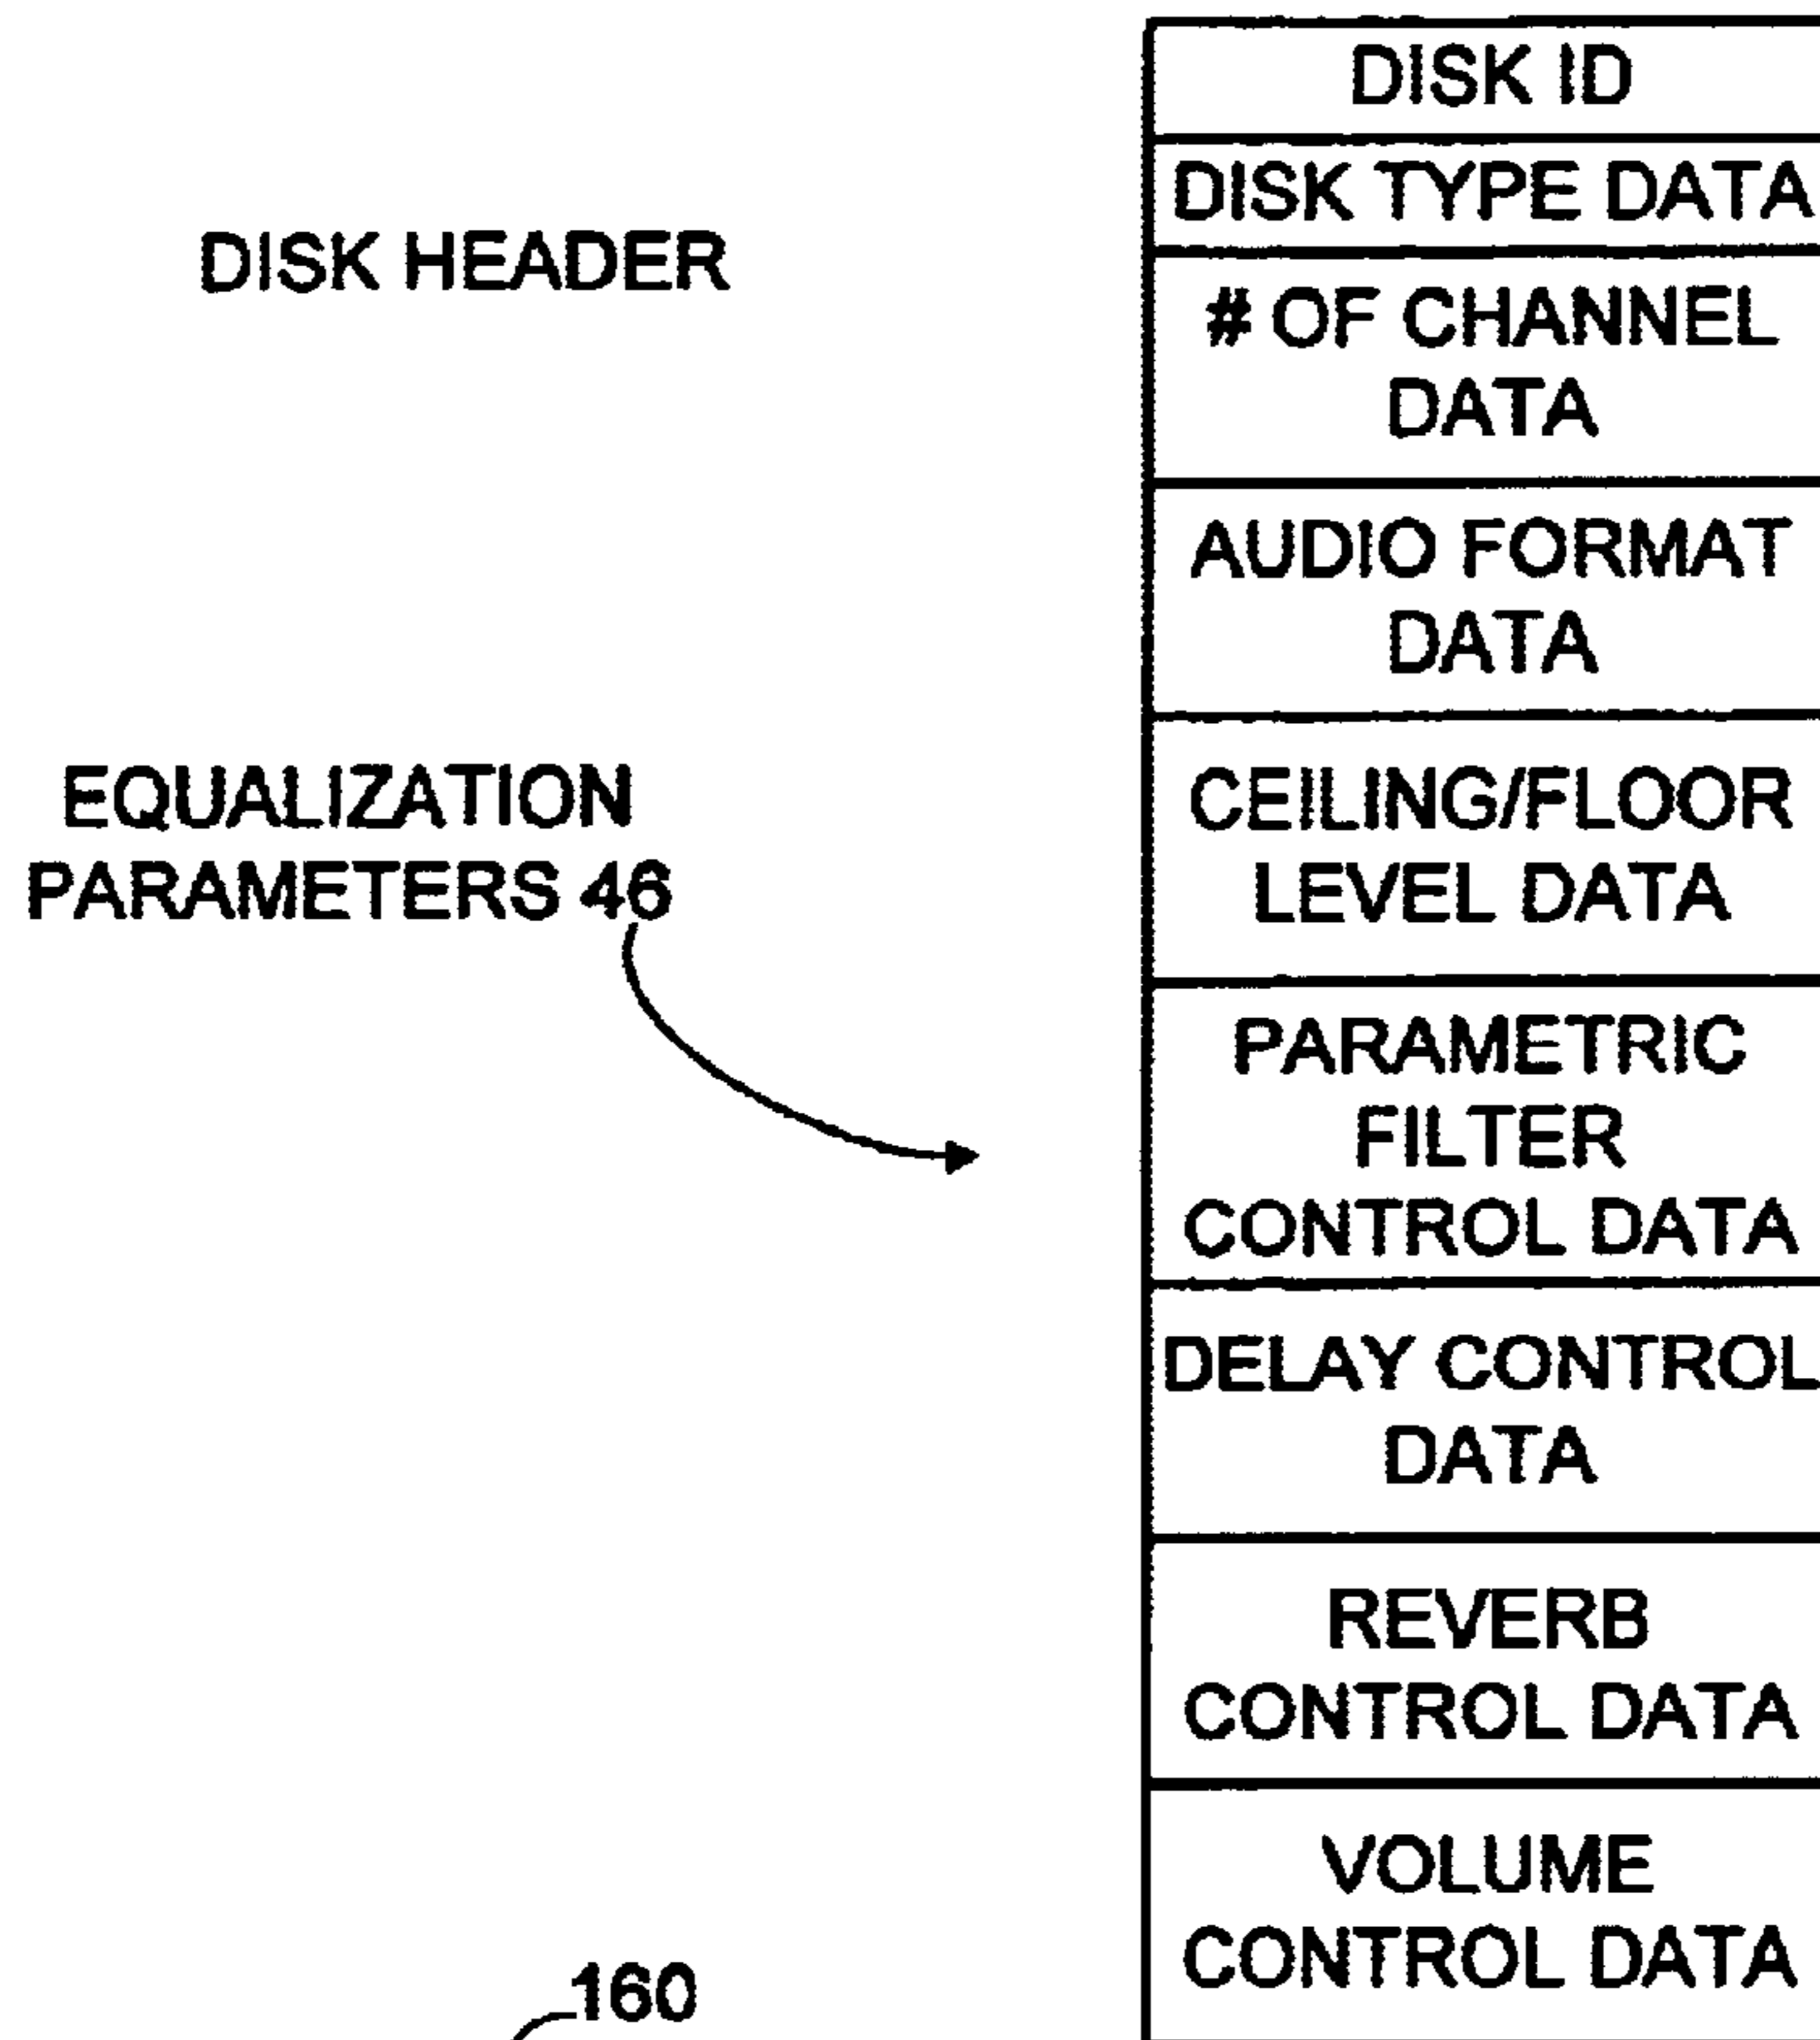 DISK ID
DISK TYPE DATA
DISK HEADER
# OF CHANNEL
DATA
AUDIO FORMAT
DATA
EQUALIZATION
PARAMETERS 46
CEILING/FLOOR
LEVEL DATA
PARAMETRIC
FILTER
CONTROL DATA
DELAY CONTROL
DATA
REVERB
CONTROL DATA
VOLUME
CONTROL DATA
160